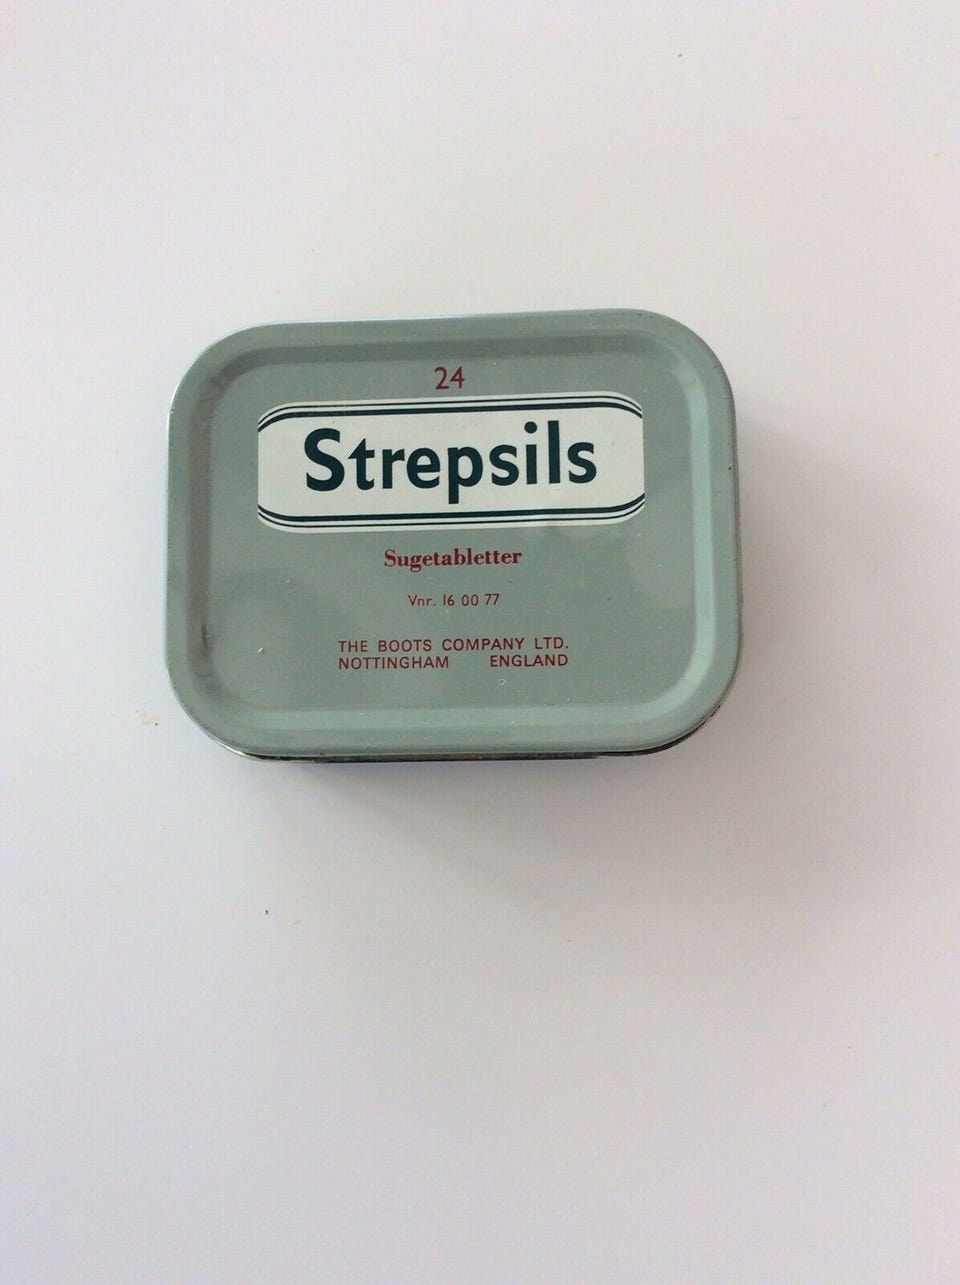 24
Strepsils
Sugetabletter
Vnr. 16 00 77
THE BOOTS COMPANY LTD.
NOTTINGHAM ENGLAND